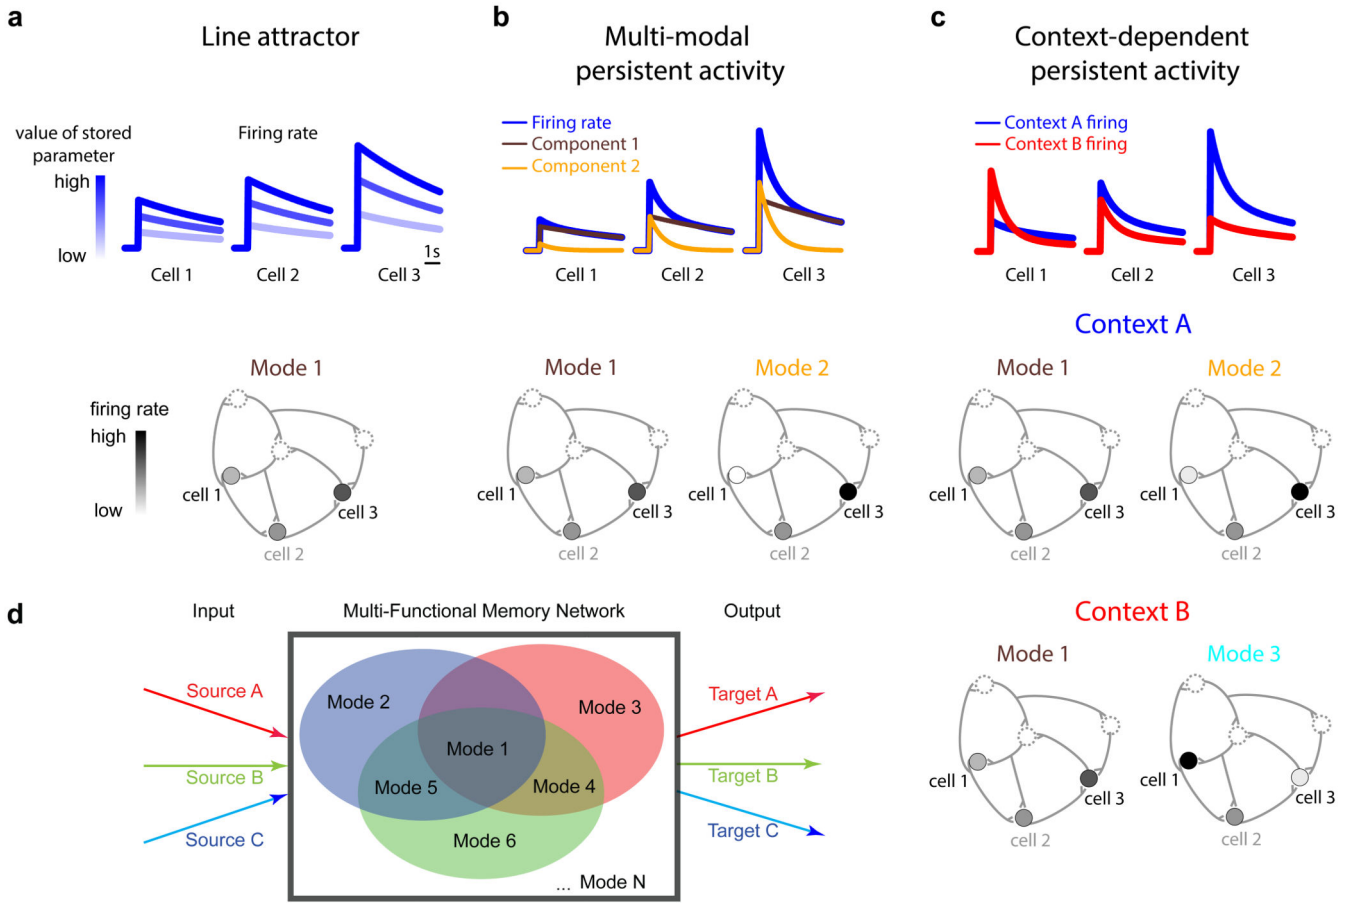 a
Line attractor
value of stored
parameter
high
low
Firing rate
1s
Cell 1
Cell 2
Cell 3
Mode 1
firing rate
high
low
cell 1
cell 2
cell 3
b
Multi-modal
persistent activity
Firing rate
Component 1
Component 2
Cell 1
Cell 2
Cell 3
Mode 1
cell 1
cell 2
cell 3
Mode 2
cell 1
cell 2
cell 3
c
Context-dependent
persistent activity
Context A firing
Context B firing
Cell 1
Cell 2
Cell 3
Context A
Mode 1
cell 1
cell 2
cell 3
Mode 2
cell 1
cell 2
cell 3
Context B
Mode 1
cell 1
cell 2
cell 3
Mode 3
cell 1
cell 2
cell 3
d
Input
Multi-Functional Memory Network
Output
Source A
Source B
Source C
Mode 2
Mode 3
Mode 1
Mode 5
Mode 4
Mode 6
... Mode N
Target A
Target B
Target C